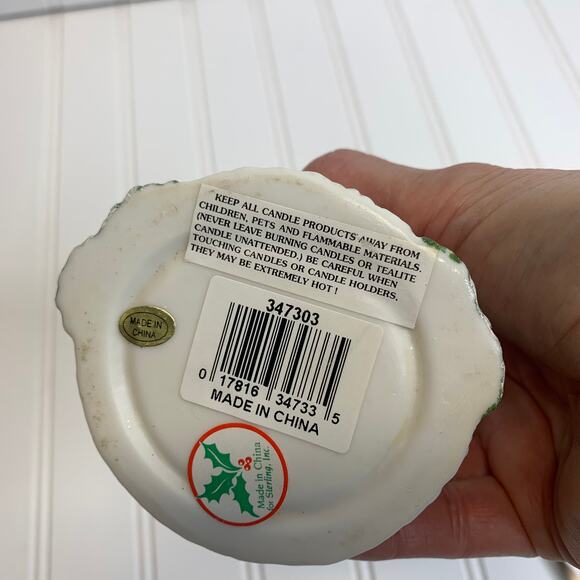 KEEP ALL CANDLE PRODUCTS AWAY FROM
CHILDREN, PETS AND FLAMMABLE MATERIALS.
(NEVER LEAVE BURNING CANDLES OR TEALITE
CANDLE UNATTENDED.) BE CAREFUL WHEN
TOUCHING CANDLES OR CANDLE HOLDERS,
THEY MAY BE EXTREMELY HOT !
347303
0 17816 34733 5
MADE IN CHINA
MADE IN
CHINA
Made in China
for Sterling, Inc.